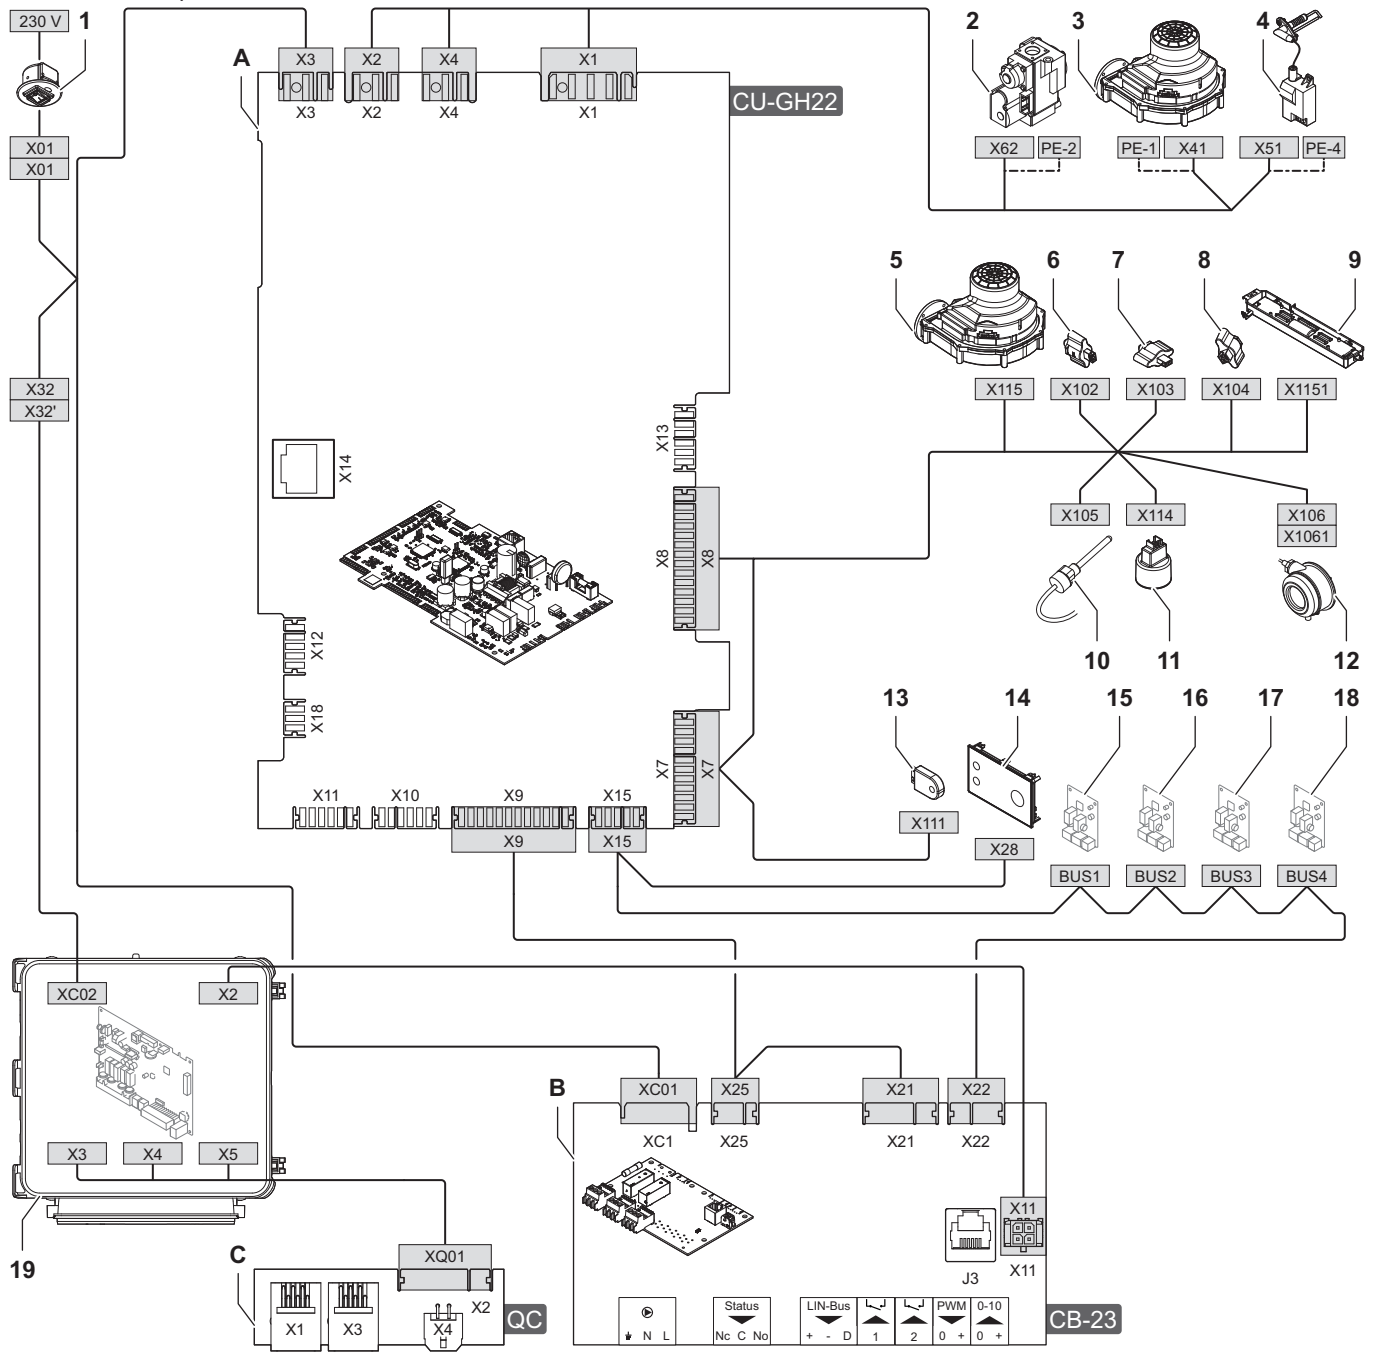 230 V 1
A
X3 X2 X4 X1
X3 X2 X4 X1
CU-GH22
2 3 4
X01
X01
X62 PE-2 PE-1 X41 X51 PE-4
5 6 7 8 9
X32
X32'
X115 X102 X103 X104 X1151
X13
X14
X8 X8
X105 X114 X106
X1061
X12
10 11 12
X18
13 14 15 16 17 18
X7 X7
X11 X10 X9 X15
X9 X15
X111
X28
BUS1 BUS2 BUS3 BUS4
XC02 X2
B
XC01 X25 X21 X22
XC1 X25 X21 X22
X3 X4 X5
19
C
XQ01
X2
X1 X3 X4
QC
X11
J3 X11
Status LIN-Bus PWM 0-10
N L Nc C No + - D 1 2 0 + 0 +
CB-23